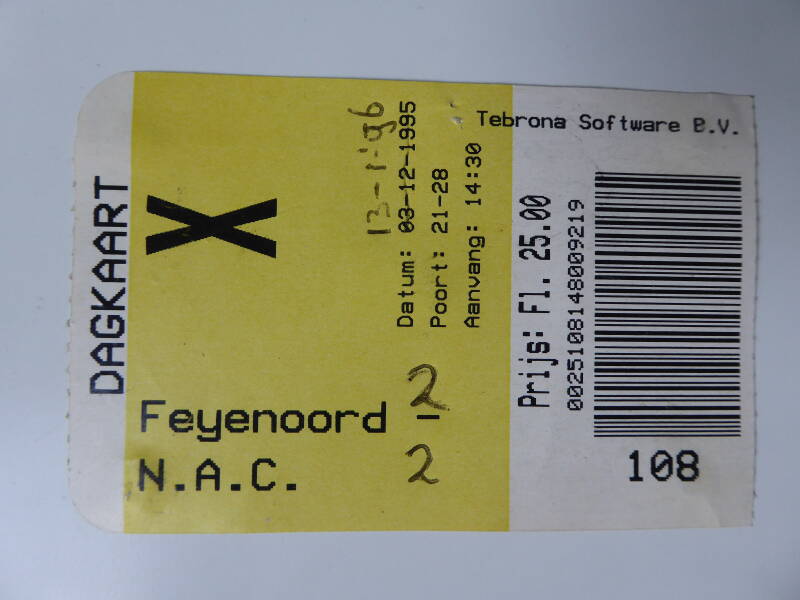 DAGKAART
X
13-1-'96
Datum: 03-12-1995
Poort: 21-28
Aanvang: 14:30
Feyenoord 2
-
N.A.C. 2
Tebrona Software B.V.
Prijs: Fl. 25.00
0025108148009219
108